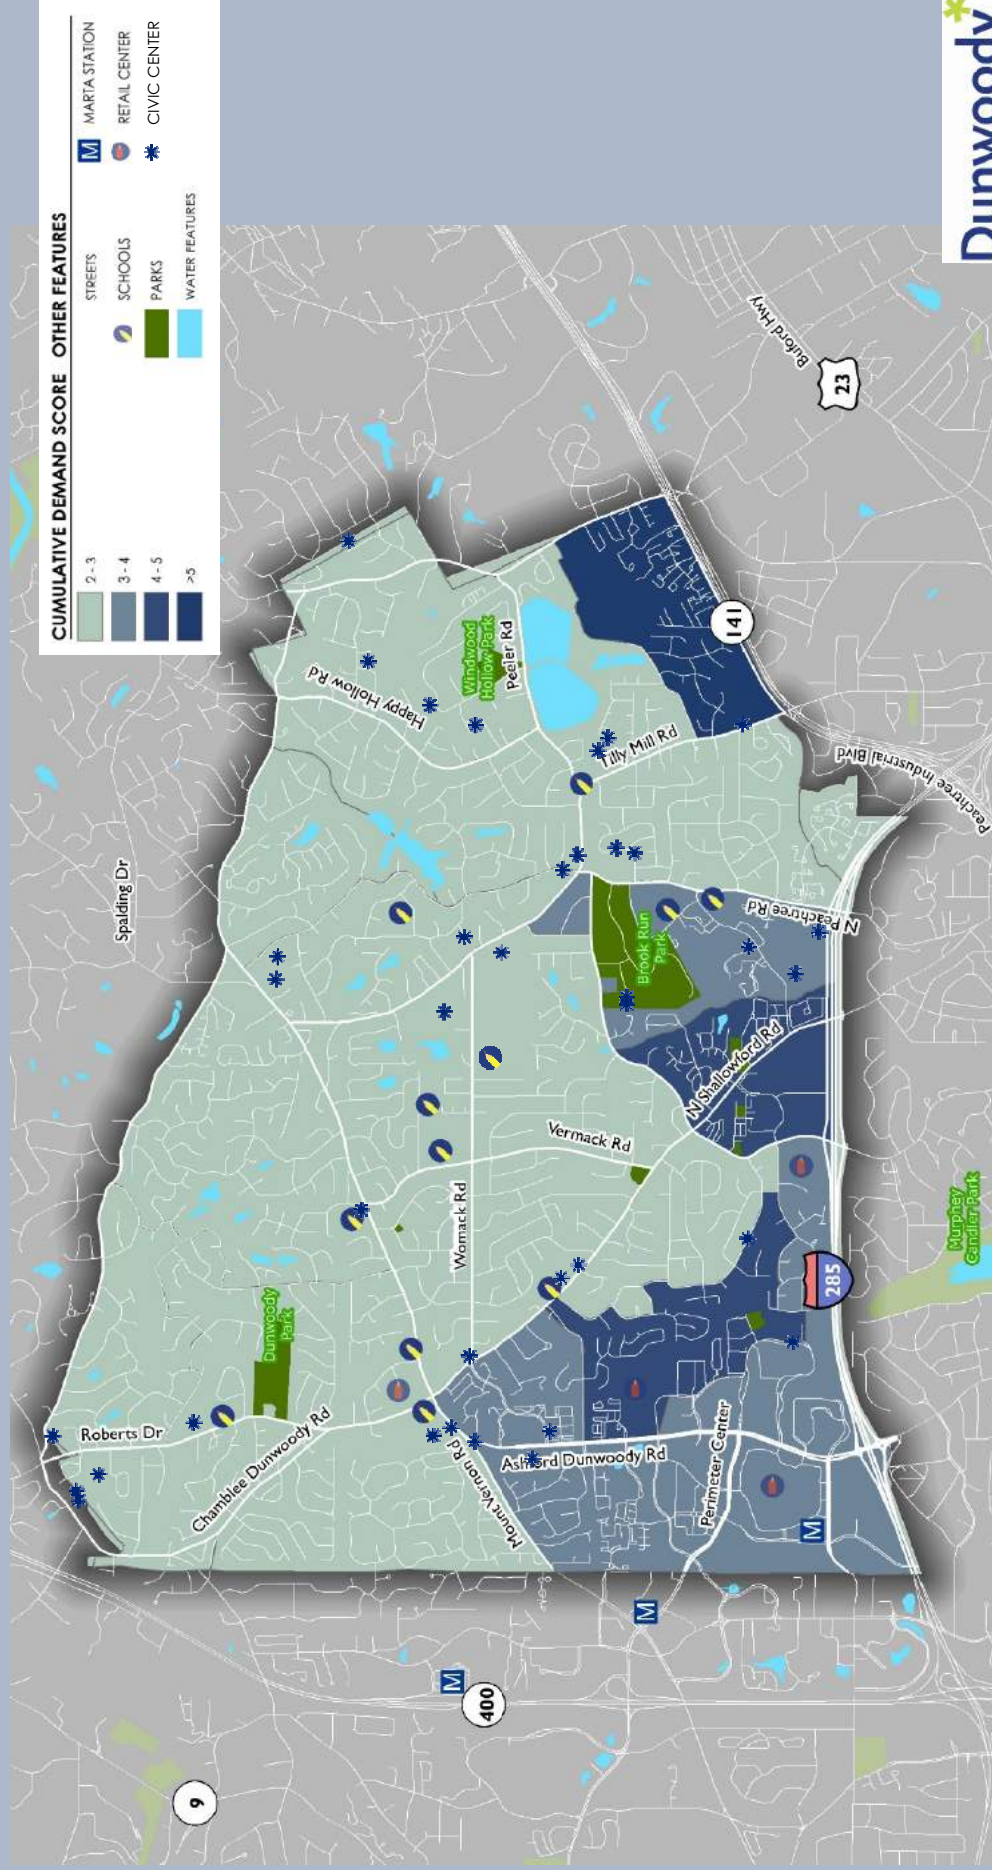 CUMULATIVE DEMAND SCORE
2 - 3
3 - 4
4 - 5
>5
OTHER FEATURES
STREETS
SCHOOLS
PARKS
WATER FEATURES
M MARTA STATION
RETAIL CENTER
CIVIC CENTER
Dunwoody*
9
400
M
M
M
Spalding Dr
Roberts Dr
Chamblee Dunwoody Rd
Dunwoody
Park
Mount Vernon Rd
Ashford Dunwoody Rd
Perimeter Center
Womack Rd
Vermack Rd
N Shallowford Rd
Brook Run
Park
N Peachtree Rd
Happy Hollow Rd
Windwood
Hollow Park
Peeler Rd
Tilly Mill Rd
141
Peachtree Industrial Blvd
Buford Hwy
23
285
Murphey
Candler Park